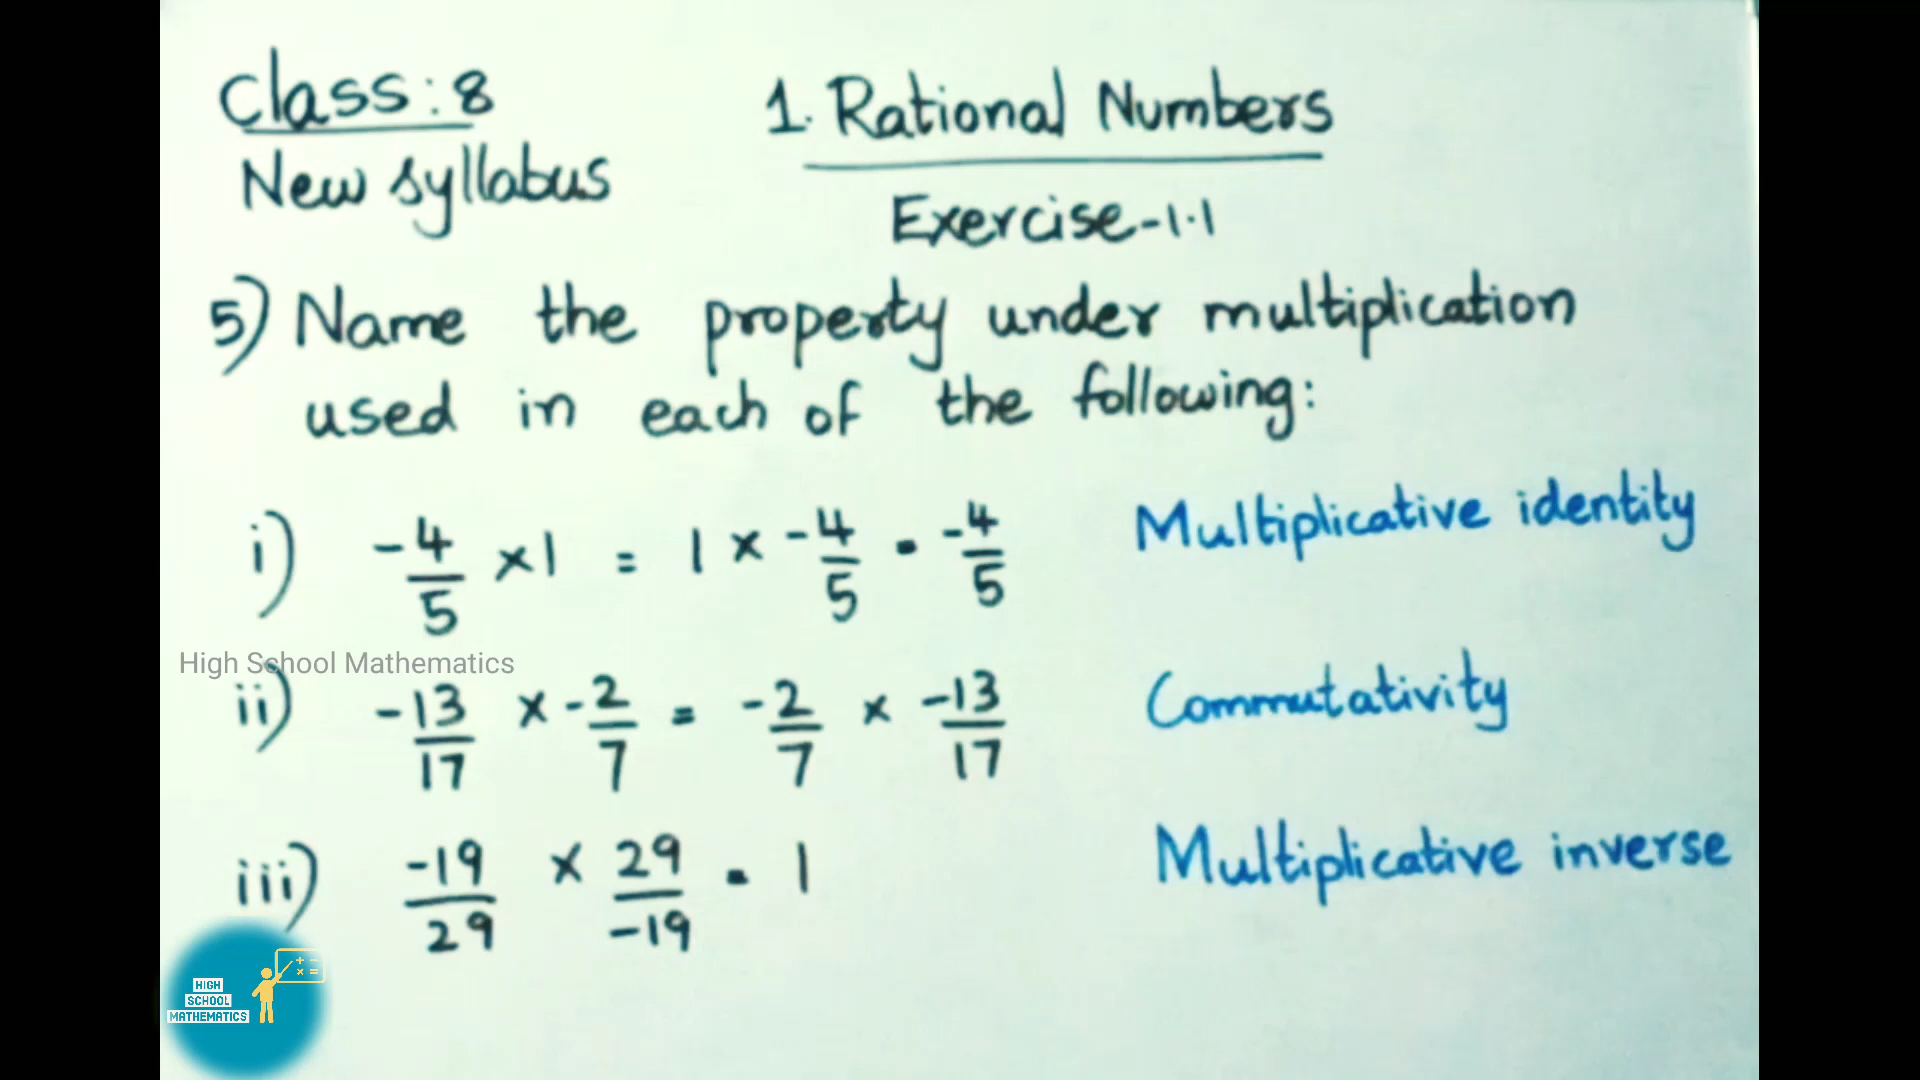 Class: 8
New syllabus
1. Rational Numbers
Exercise-1.1
5) Name the property under multiplication
used in each of the following:
i) -4/5 × 1 = 1 × -4/5 = -4/5 Multiplicative identity
High School Mathematics
ii) -13/17 × -2/7 = -2/7 × -13/17 Commutativity
iii) -19/29 × 29/-19 = 1 Multiplicative inverse
HIGH
SCHOOL
MATHEMATICS
+ −
× =